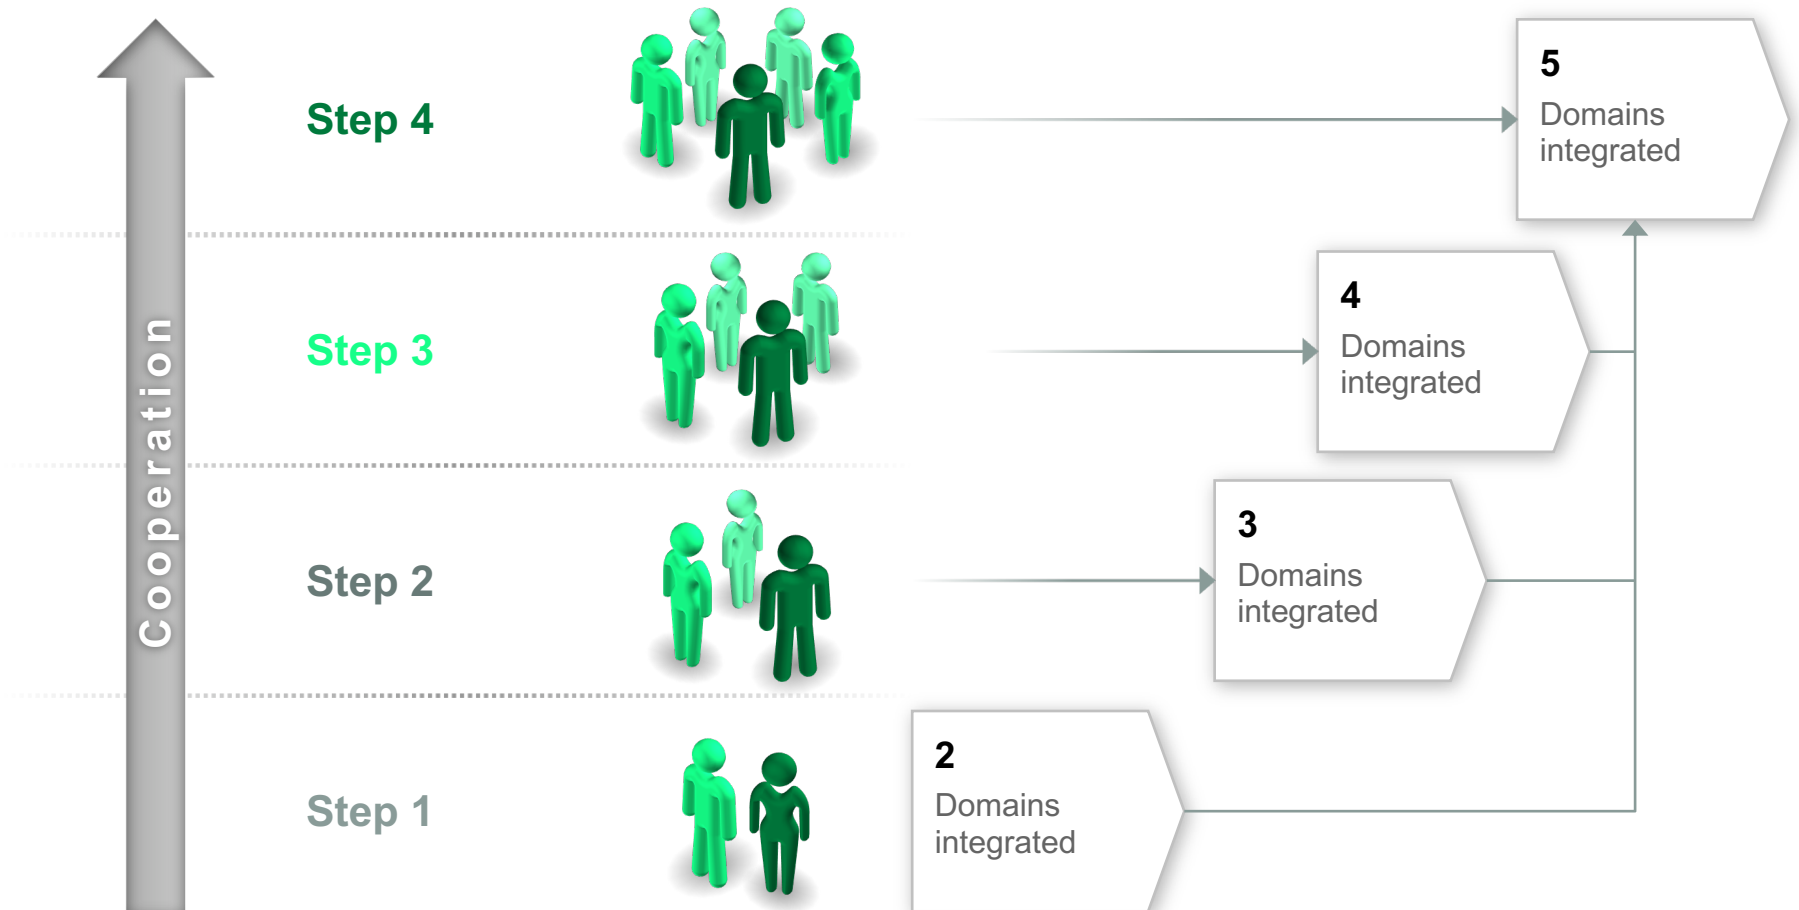 Cooperation
Step 4
5
Domains
integrated
Step 3
4
Domains
integrated
Step 2
3
Domains
integrated
Step 1
2
Domains
integrated